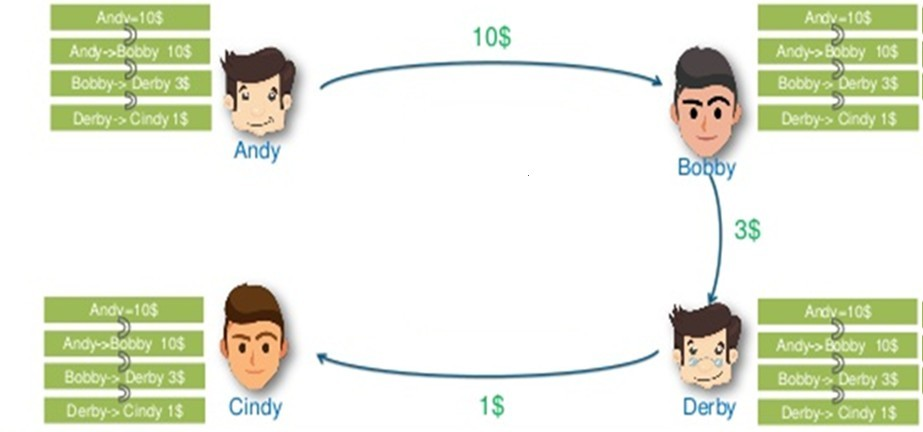 Andy=10$
Andy->Bobby 10$
Bobby-> Derby 3$
Derby-> Cindy 1$
Andy
10$
Bobby
Andy=10$
Andy->Bobby 10$
Bobby-> Derby 3$
Derby-> Cindy 1$
3$
Andy=10$
Andy->Bobby 10$
Bobby-> Derby 3$
Derby-> Cindy 1$
Cindy
1$
Derby
Andy=10$
Andy->Bobby 10$
Bobby-> Derby 3$
Derby-> Cindy 1$